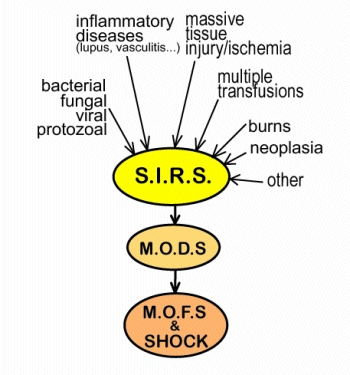 inflammatory
diseases
(lupus, vasculitis...)
massive
tissue
injury/ischemia
multiple
transfusions
bacterial
fungal
viral
protozoal
burns
neoplasia
other
S.I.R.S.
M.O.D.S
M.O.F.S
&
SHOCK